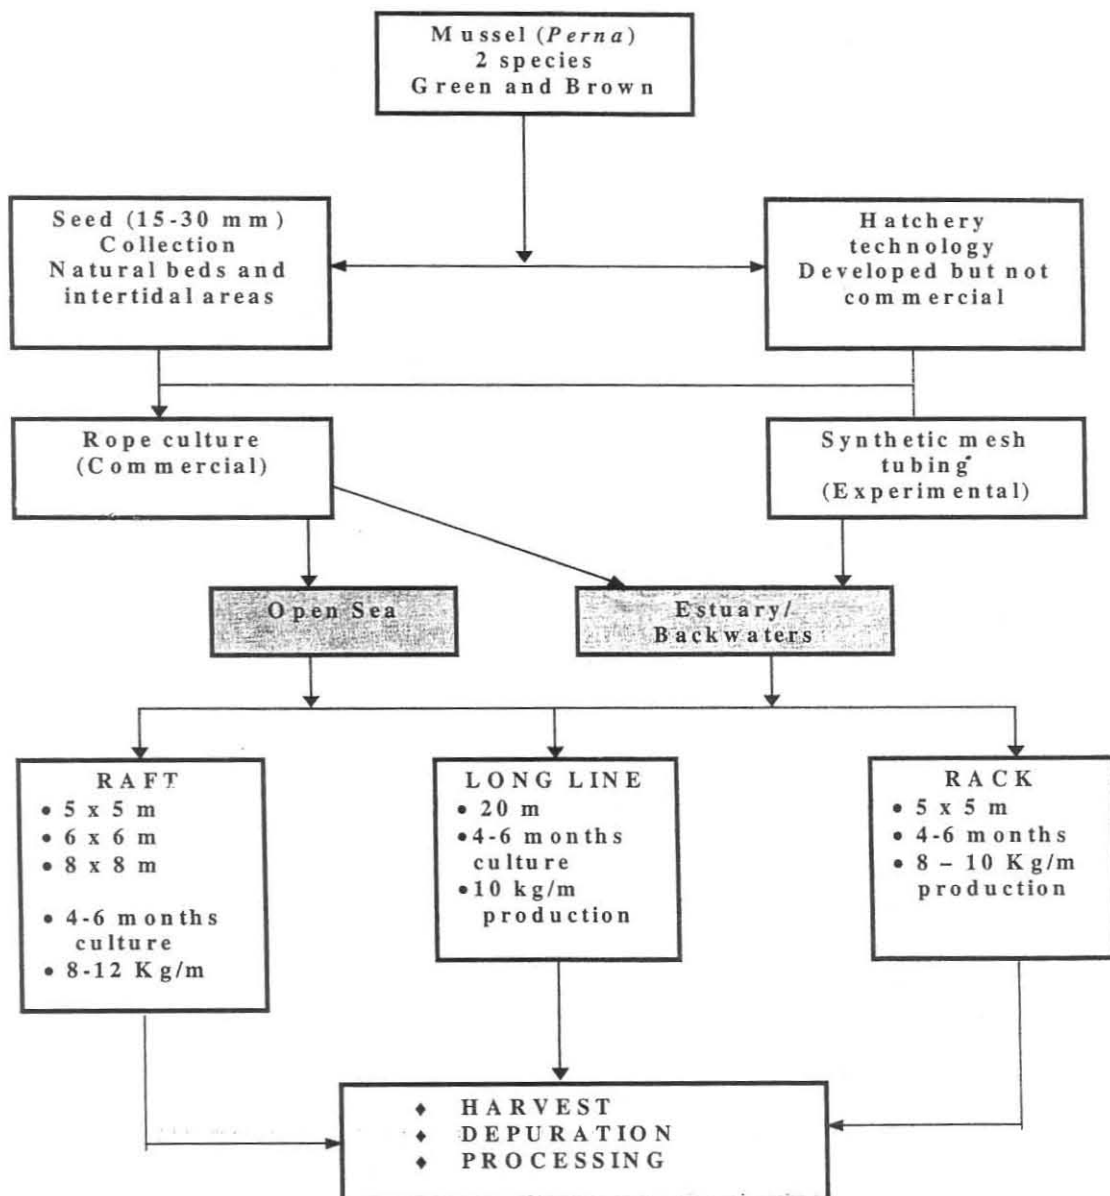 Mussel (Perna)
2 species
Green and Brown
Seed (15-30 mm)
Collection
Natural beds and
intertidal areas
Hatchery
technology
Developed but not
commercial
Rope culture
(Commercial)
Synthetic mesh
tubing
(Experimental)
Open Sea
Estuary/
Backwaters
RAFT
• 5 x 5 m
• 6 x 6 m
• 8 x 8 m
• 4-6 months
culture
• 8-12 Kg/m
LONG LINE
• 20 m
• 4-6 months
culture
• 10 kg/m
production
RACK
• 5 x 5 m
• 4-6 months
• 8 – 10 Kg/m
production
♦ HARVEST
♦ DEPURATION
♦ PROCESSING